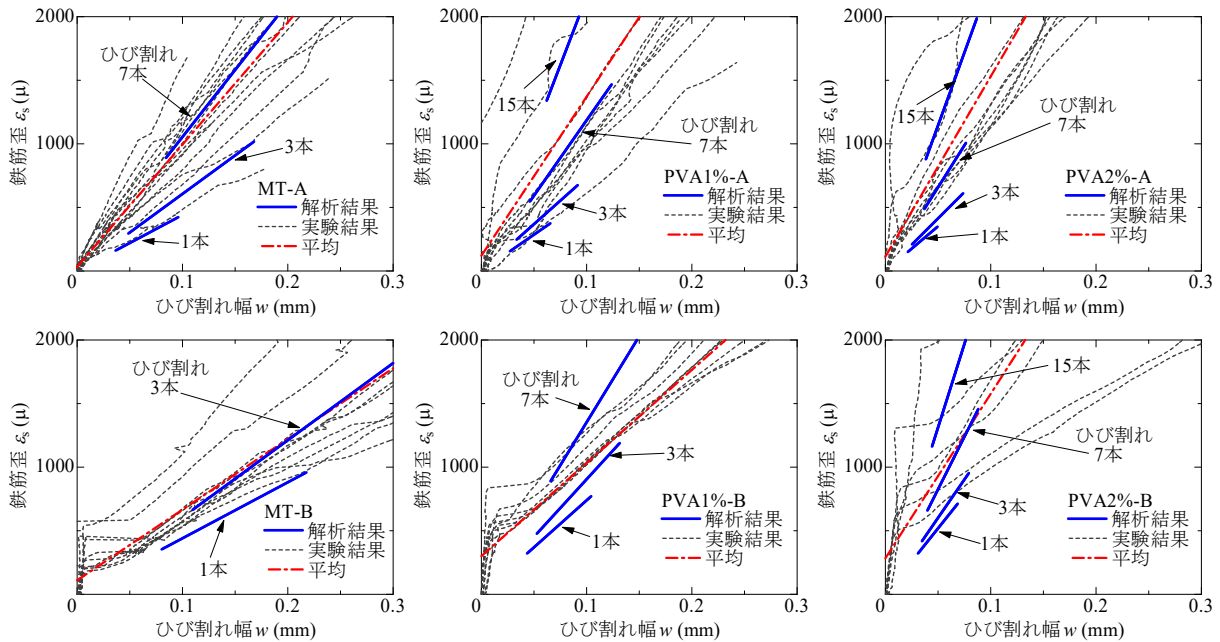 2000
1000
0
鉄筋歪 εs (μ)
ひび割れ
7本
3本
1本
MT-A
解析結果
実験結果
平均
0 0.1 0.2 0.3
ひび割れ幅 w (mm)
2000
1000
0
鉄筋歪 εs (μ)
15本
ひび割れ
7本
3本
1本
PVA1%-A
解析結果
実験結果
平均
0 0.1 0.2 0.3
ひび割れ幅 w (mm)
2000
1000
0
鉄筋歪 εs (μ)
15本
ひび割れ
7本
3本
1本
PVA2%-A
解析結果
実験結果
平均
0 0.1 0.2 0.3
ひび割れ幅 w (mm)
2000
1000
鉄筋歪 εs (μ)
ひび割れ
3本
1本
MT-B
解析結果
実験結果
平均
0 0.1 0.2 0.3
ひび割れ幅 w (mm)
2000
1000
鉄筋歪 εs (μ)
ひび割れ
7本
3本
1本
PVA1%-B
解析結果
実験結果
平均
0 0.1 0.2 0.3
ひび割れ幅 w (mm)
2000
1000
鉄筋歪 εs (μ)
15本
ひび割れ
7本
3本
1本
PVA2%-B
解析結果
実験結果
平均
0 0.1 0.2 0.3
ひび割れ幅 w (mm)